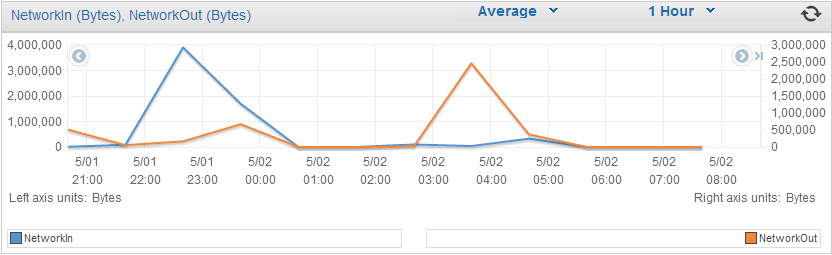 NetworkIn (Bytes), NetworkOut (Bytes) Average 1 Hour
4,000,000 3,000,000
2,500,000
3,000,000
2,000,000
2,000,000 1,500,000
1,000,000
1,000,000
500,000
0 0
5/01 5/01 5/01 5/02 5/02 5/02 5/02 5/02 5/02 5/02 5/02 5/02
21:00 22:00 23:00 00:00 01:00 02:00 03:00 04:00 05:00 06:00 07:00 08:00
Left axis units: Bytes Right axis units: Bytes
NetworkIn NetworkOut